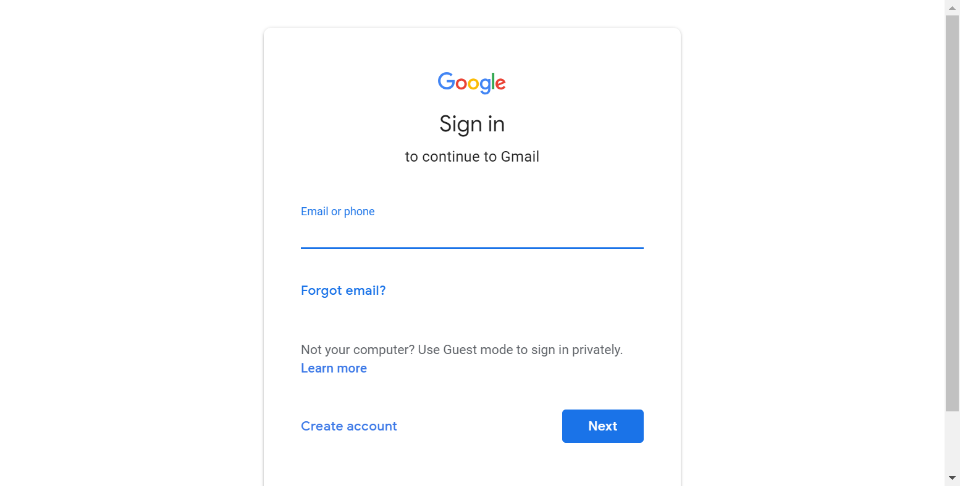 Google
Sign in
to continue to Gmail
Email or phone
Forgot email?
Not your computer? Use Guest mode to sign in privately.
Learn more
Create account
Next